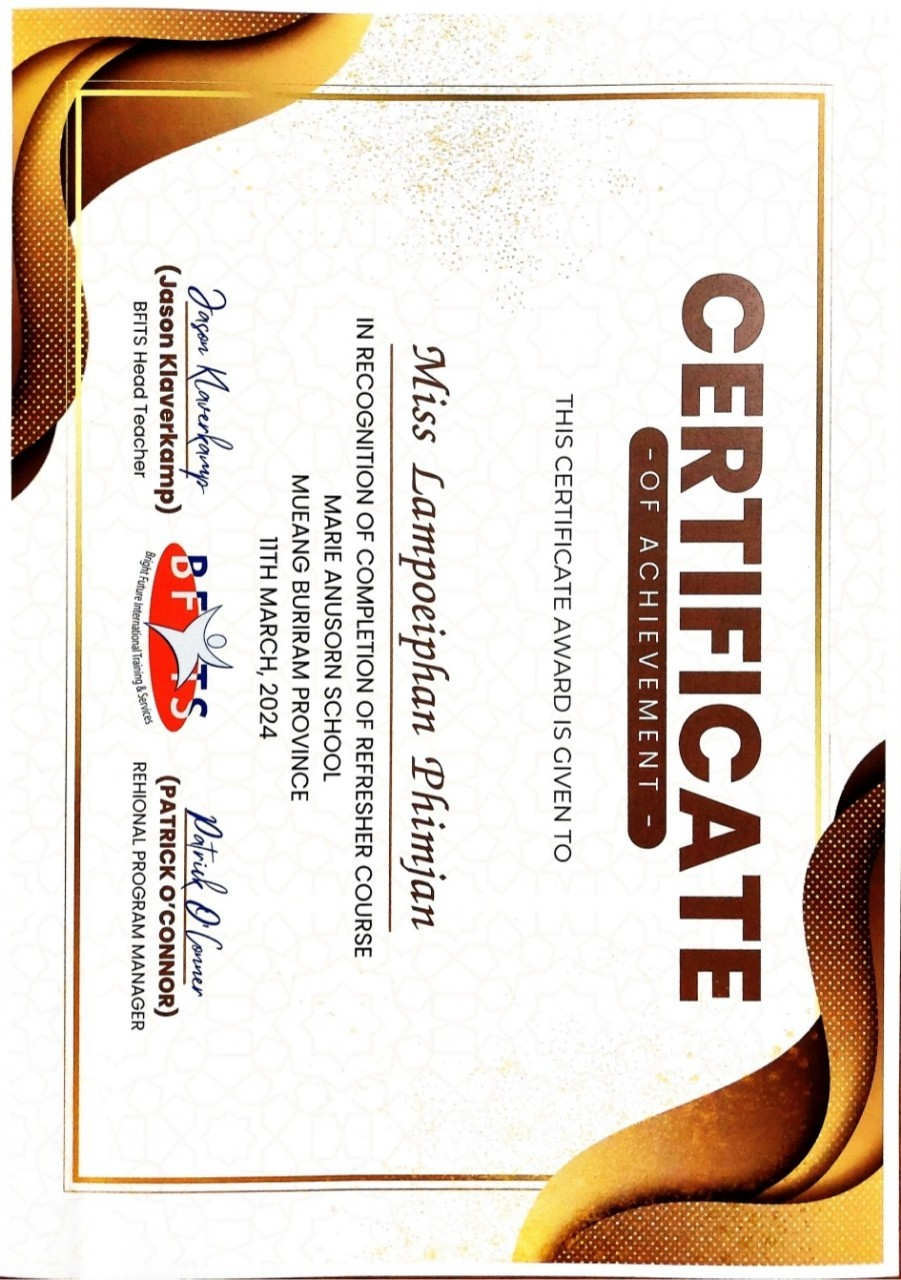 CERTIFICATE
- OF ACHIEVEMENT -
THIS CERTIFICATE AWARD IS GIVEN TO
Miss Lampoeiphan Phimjan
IN RECOGNITION OF COMPLETION OF REFRESHER COURSE
MARIE ANUSORN SCHOOL
MUEANG BURIRAM PROVINCE
11TH MARCH, 2024
Jason Klaverkamp
(Jason Klaverkamp)
BFITS Head Teacher
BFITS
Bright Future International Training & Services
Patrick O'Conner
(PATRICK O'CONNOR)
REHIONAL PROGRAM MANAGER